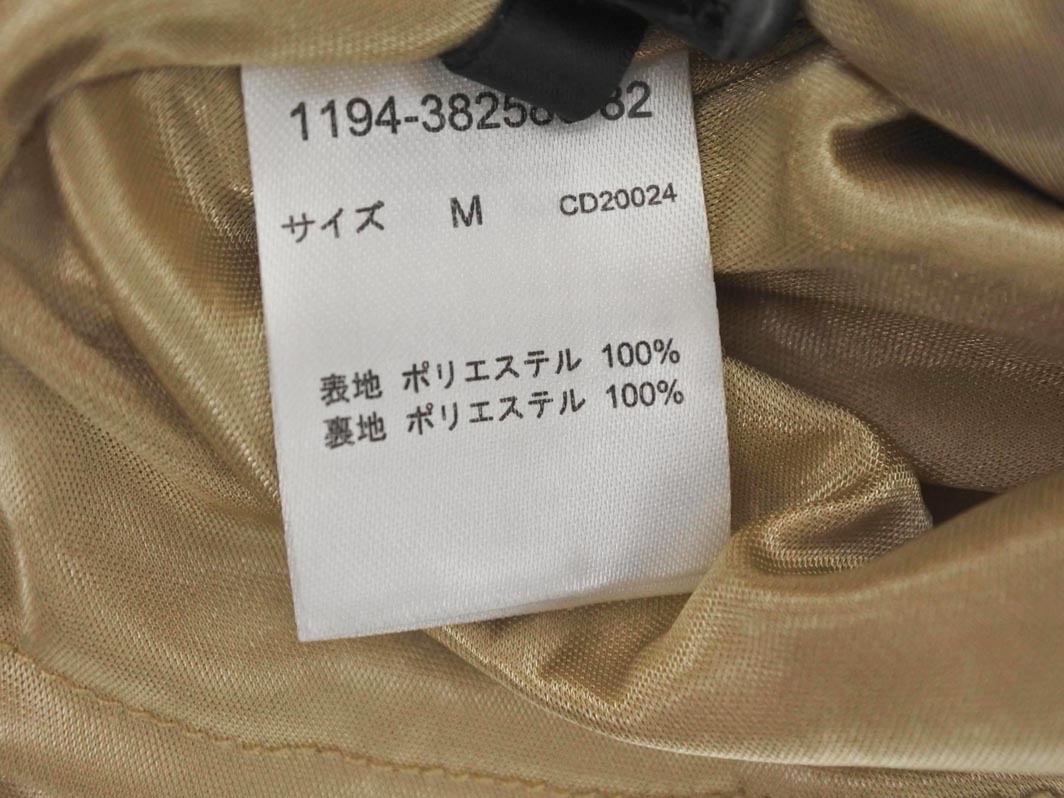 サイズ M CD20024
表地 ポリエステル 100%
裏地 ポリエステル 100%